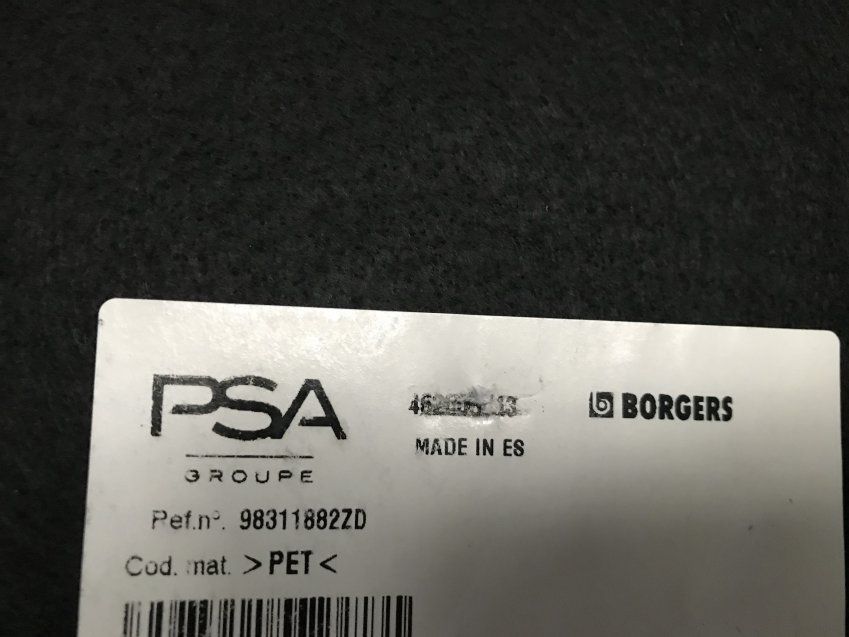 PSA
GROUPE
BORGERS
MADE IN ES
Ref.nº. 98311882ZD
Cod. mat. >PET<